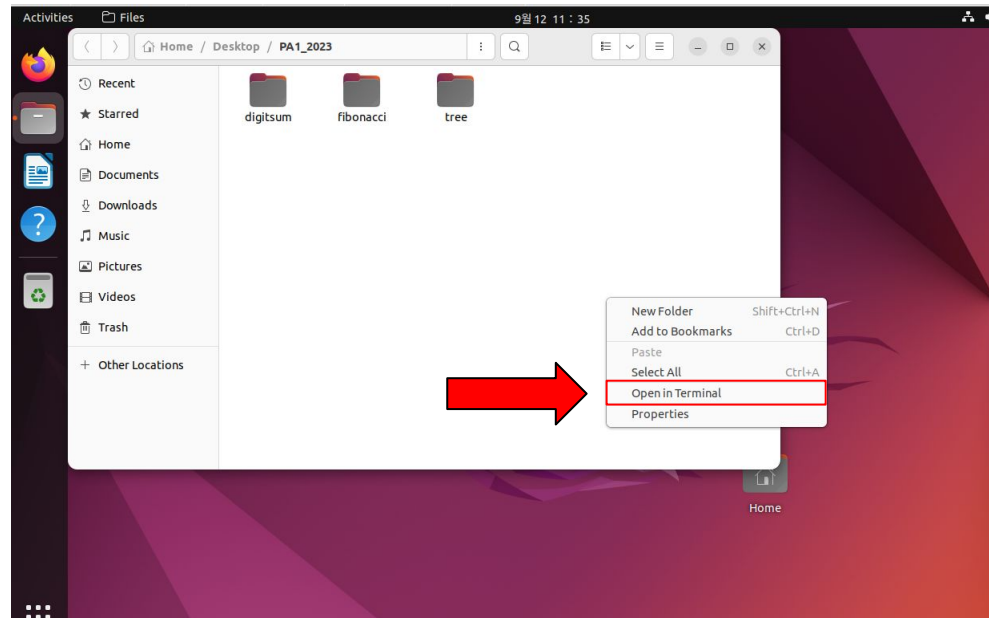 Activities Files 9월 12 11 : 35
Home / Desktop / PA1_2023
Recent
Starred
Home
Documents
Downloads
Music
Pictures
Videos
Trash
+ Other Locations
digitsum fibonacci tree
New Folder Shift+Ctrl+N
Add to Bookmarks Ctrl+D
Paste
Select All Ctrl+A
Open in Terminal
Properties
Home